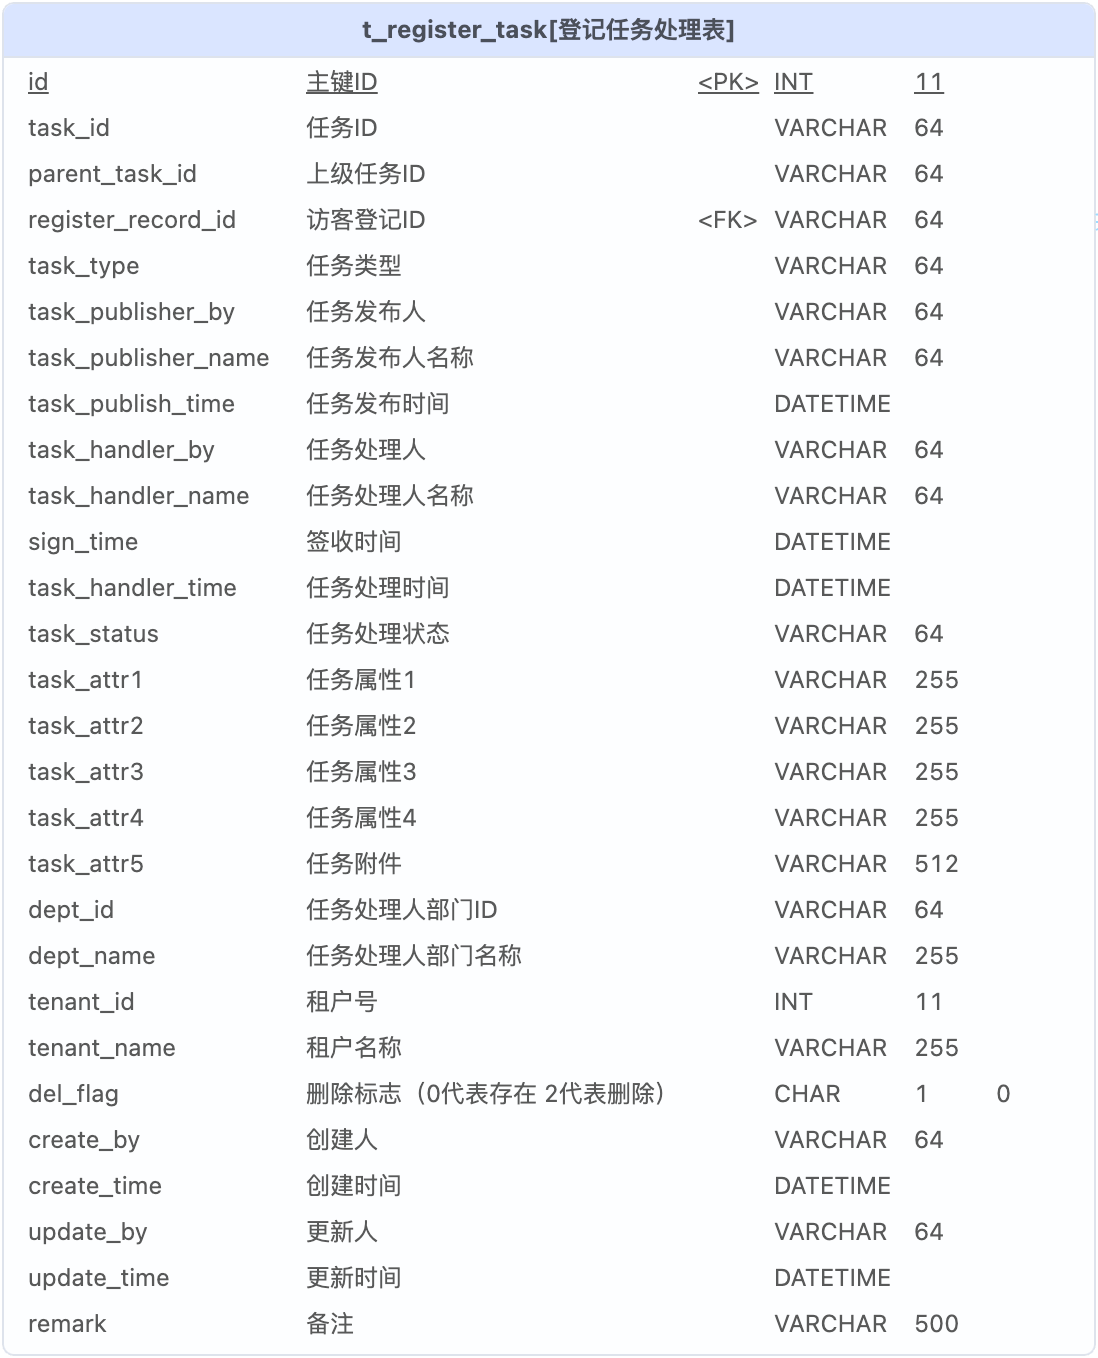 t_register_task[登记任务处理表]
id 主键ID <PK> INT 11
task_id 任务ID VARCHAR 64
parent_task_id 上级任务ID VARCHAR 64
register_record_id 访客登记ID <FK> VARCHAR 64
task_type 任务类型 VARCHAR 64
task_publisher_by 任务发布人 VARCHAR 64
task_publisher_name 任务发布人名称 VARCHAR 64
task_publish_time 任务发布时间 DATETIME
task_handler_by 任务处理人 VARCHAR 64
task_handler_name 任务处理人名称 VARCHAR 64
sign_time 签收时间 DATETIME
task_handler_time 任务处理时间 DATETIME
task_status 任务处理状态 VARCHAR 64
task_attr1 任务属性1 VARCHAR 255
task_attr2 任务属性2 VARCHAR 255
task_attr3 任务属性3 VARCHAR 255
task_attr4 任务属性4 VARCHAR 255
task_attr5 任务附件 VARCHAR 512
dept_id 任务处理人部门ID VARCHAR 64
dept_name 任务处理人部门名称 VARCHAR 255
tenant_id 租户号 INT 11
tenant_name 租户名称 VARCHAR 255
del_flag 删除标志（0代表存在 2代表删除） CHAR 1 0
create_by 创建人 VARCHAR 64
create_time 创建时间 DATETIME
update_by 更新人 VARCHAR 64
update_time 更新时间 DATETIME
remark 备注 VARCHAR 500